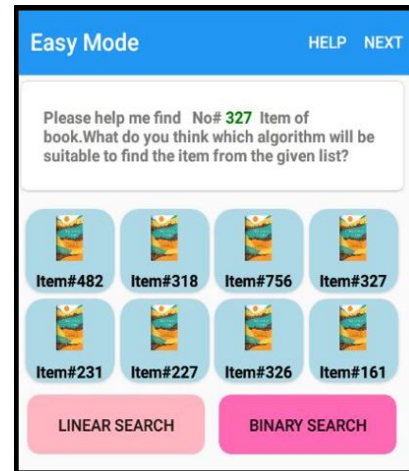 Easy Mode
HELP NEXT
Please help me find No# 327 Item of
book.What do you think which algorithm will be
suitable to find the item from the given list?
Item#482 Item#318 Item#756 Item#327
Item#231 Item#227 Item#326 Item#161
LINEAR SEARCH BINARY SEARCH